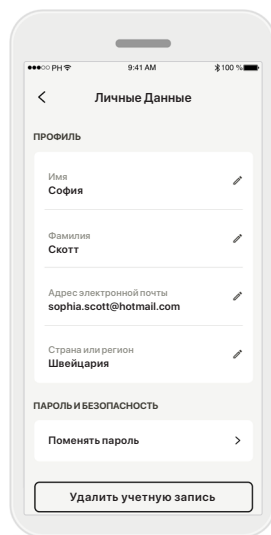 ●●●○○ PH 9:41 AM 100 %
Личные Данные
ПРОФИЛЬ
Имя
София
Фамилия
Скотт
Адрес электронной почты
sophia.scott@hotmail.com
Страна или регион
Швейцария
ПАРОЛЬ И БЕЗОПАСНОСТЬ
Поменять пароль
Удалить учетную запись